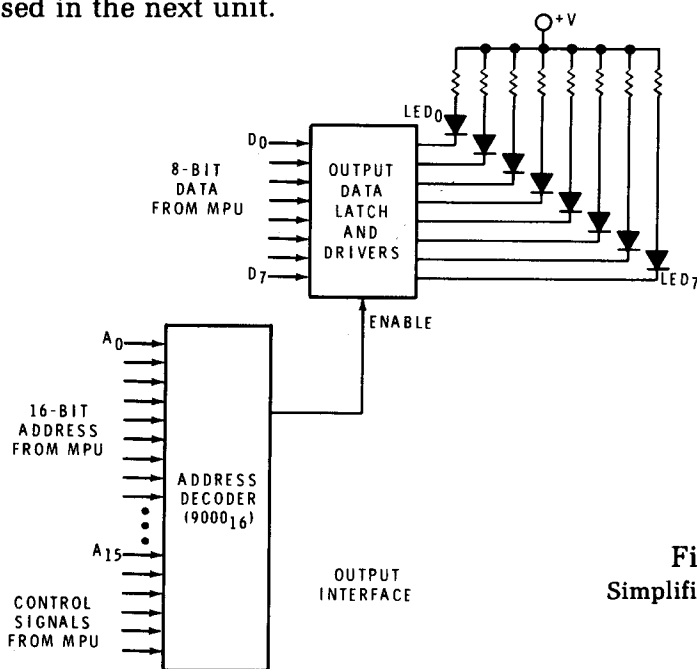 sed in the next unit.
+V
LED0
D0
8-BIT
DATA
FROM MPU
D7
OUTPUT
DATA
LATCH
AND
DRIVERS
LED7
ENABLE
A0
16-BIT
ADDRESS
FROM MPU
A15
CONTROL
SIGNALS
FROM MPU
ADDRESS
DECODER
(9000₁₆)
OUTPUT
INTERFACE
Fi
Simplifi